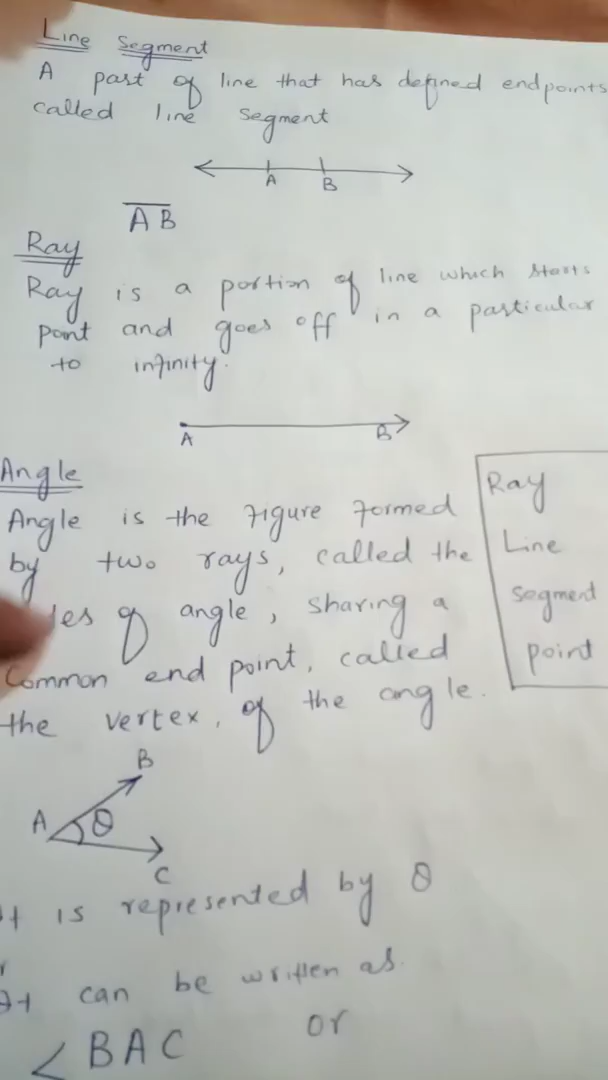 Line Segment
A part of line that has defined endpoints
called line segment
A B
AB
Ray
Ray is a portion of line which starts
point and goes off in a particular
to infinity.
A B
Angle
Angle is the figure formed
by two rays, called the
of angle, sharing a
common end point, called
the vertex, of the angle.
Ray
Line
segment
point
B
A θ
C
is represented by θ
can be written as
∠BAC or